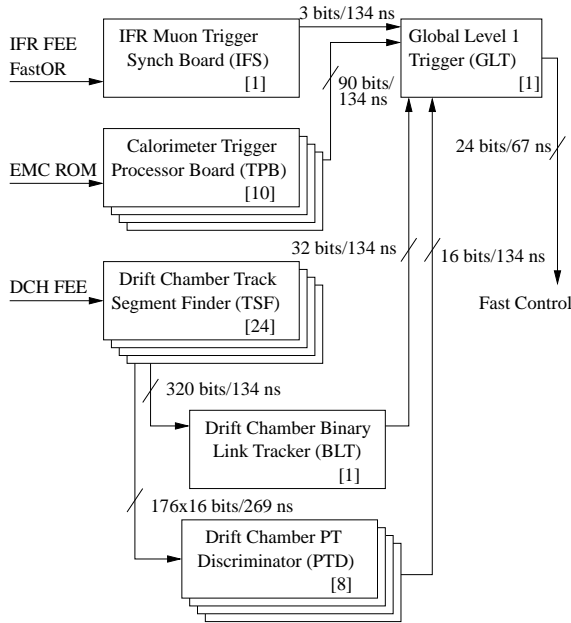 IFR FEE
FastOR
IFR Muon Trigger
Synch Board (IFS)
[1]
3 bits/134 ns
Global Level 1
Trigger (GLT)
[1]
90 bits/
134 ns
EMC ROM
Calorimeter Trigger
Processor Board (TPB)
[10]
24 bits/67 ns
32 bits/134 ns
16 bits/134 ns
DCH FEE
Drift Chamber Track
Segment Finder (TSF)
[24]
Fast Control
320 bits/134 ns
Drift Chamber Binary
Link Tracker (BLT)
[1]
176x16 bits/269 ns
Drift Chamber PT
Discriminator (PTD)
[8]